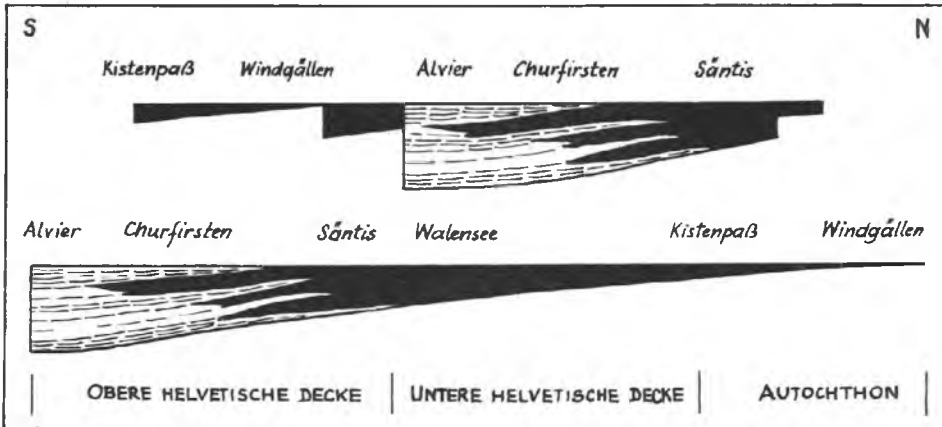 S N
Kistenpaß Windgällen Alvier Churfirsten Säntis
Alvier Churfirsten Säntis Walensee Kistenpaß Windgällen
OBERE HELVETISCHE DECKE UNTERE HELVETISCHE DECKE AUTOCHTHON